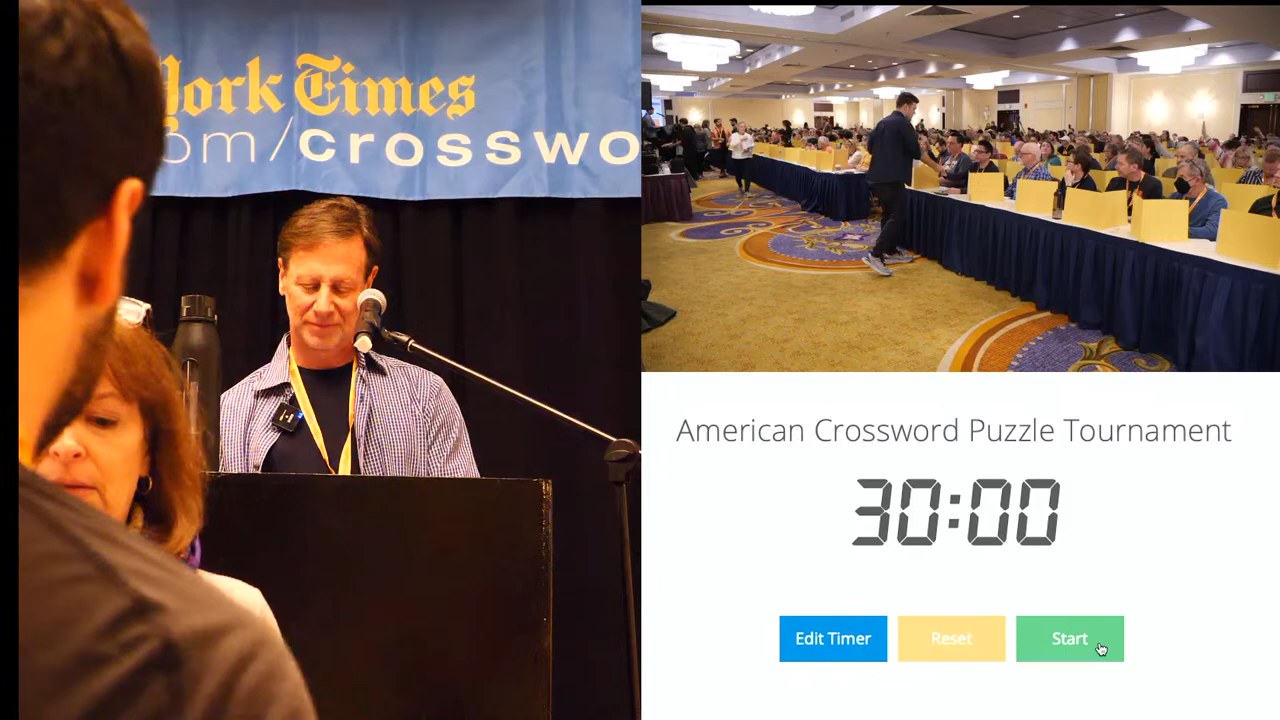 York Times
om/crosswo
American Crossword Puzzle Tournament
30:00
Edit Timer
Reset
Start